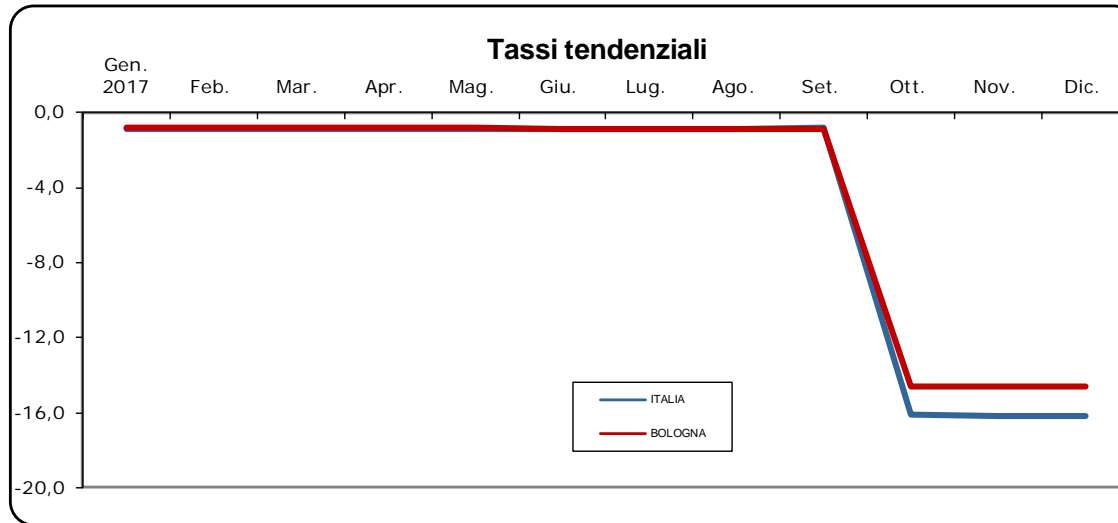 Tassi tendenziali
Gen. 2017 Feb. Mar. Apr. Mag. Giu. Lug. Ago. Set. Ott. Nov. Dic.
0,0
-4,0
-8,0
-12,0
-16,0
-20,0
ITALIA
BOLOGNA